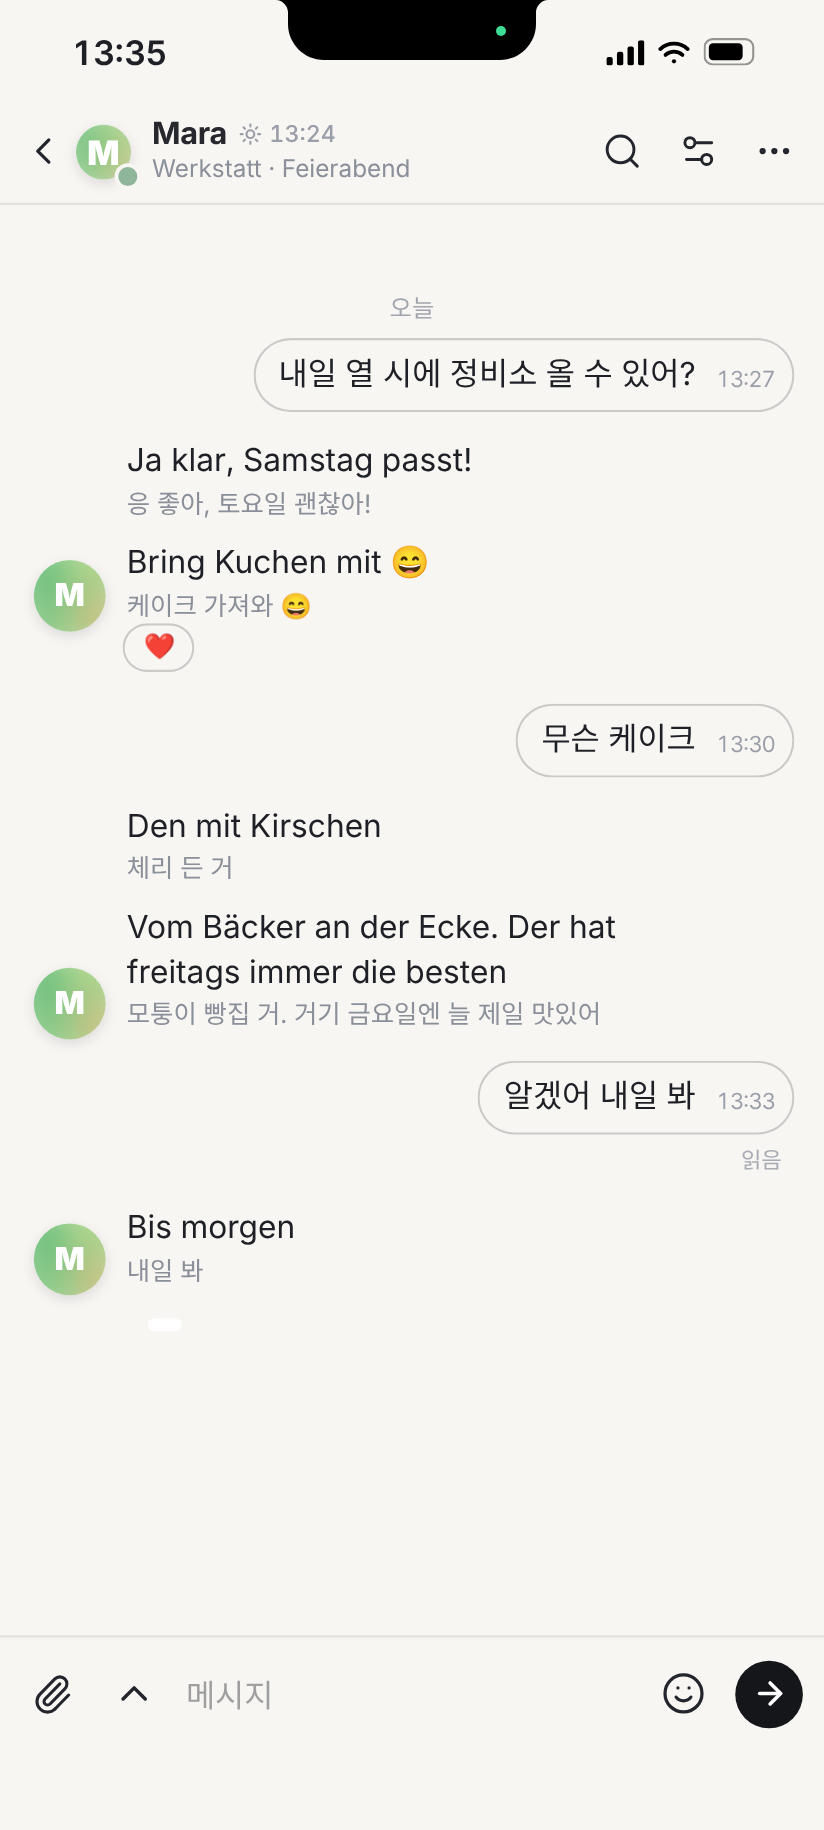 13:35
Mara 13:24
M
Werkstatt · Feierabend
오늘
내일 열 시에 정비소 올 수 있어? 13:27
Ja klar, Samstag passt!
응 좋아, 토요일 괜찮아!
Bring Kuchen mit 😄
M
케이크 가져와 😄
❤️
무슨 케이크 13:30
Den mit Kirschen
체리 든 거
Vom Bäcker an der Ecke. Der hat
freitags immer die besten
M
모퉁이 빵집 거. 거기 금요일엔 늘 제일 맛있어
알겠어 내일 봐 13:33
읽음
Bis morgen
M
내일 봐
메시지